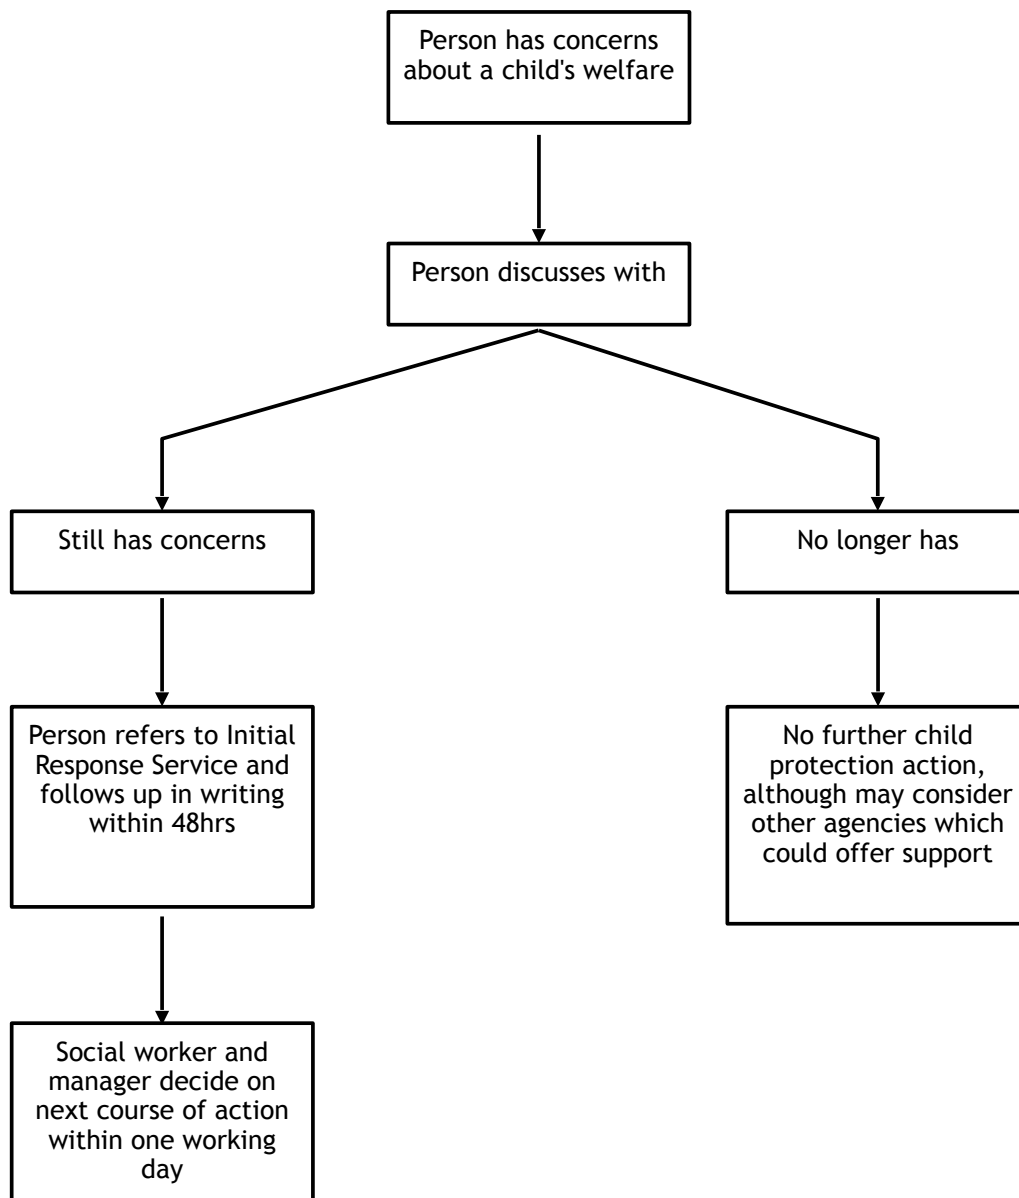 Person has concerns
about a child's welfare
Person discusses with
Still has concerns
No longer has
Person refers to Initial
Response Service and
follows up in writing
within 48hrs
No further child
protection action,
although may consider
other agencies which
could offer support
Social worker and
manager decide on
next course of action
within one working
day